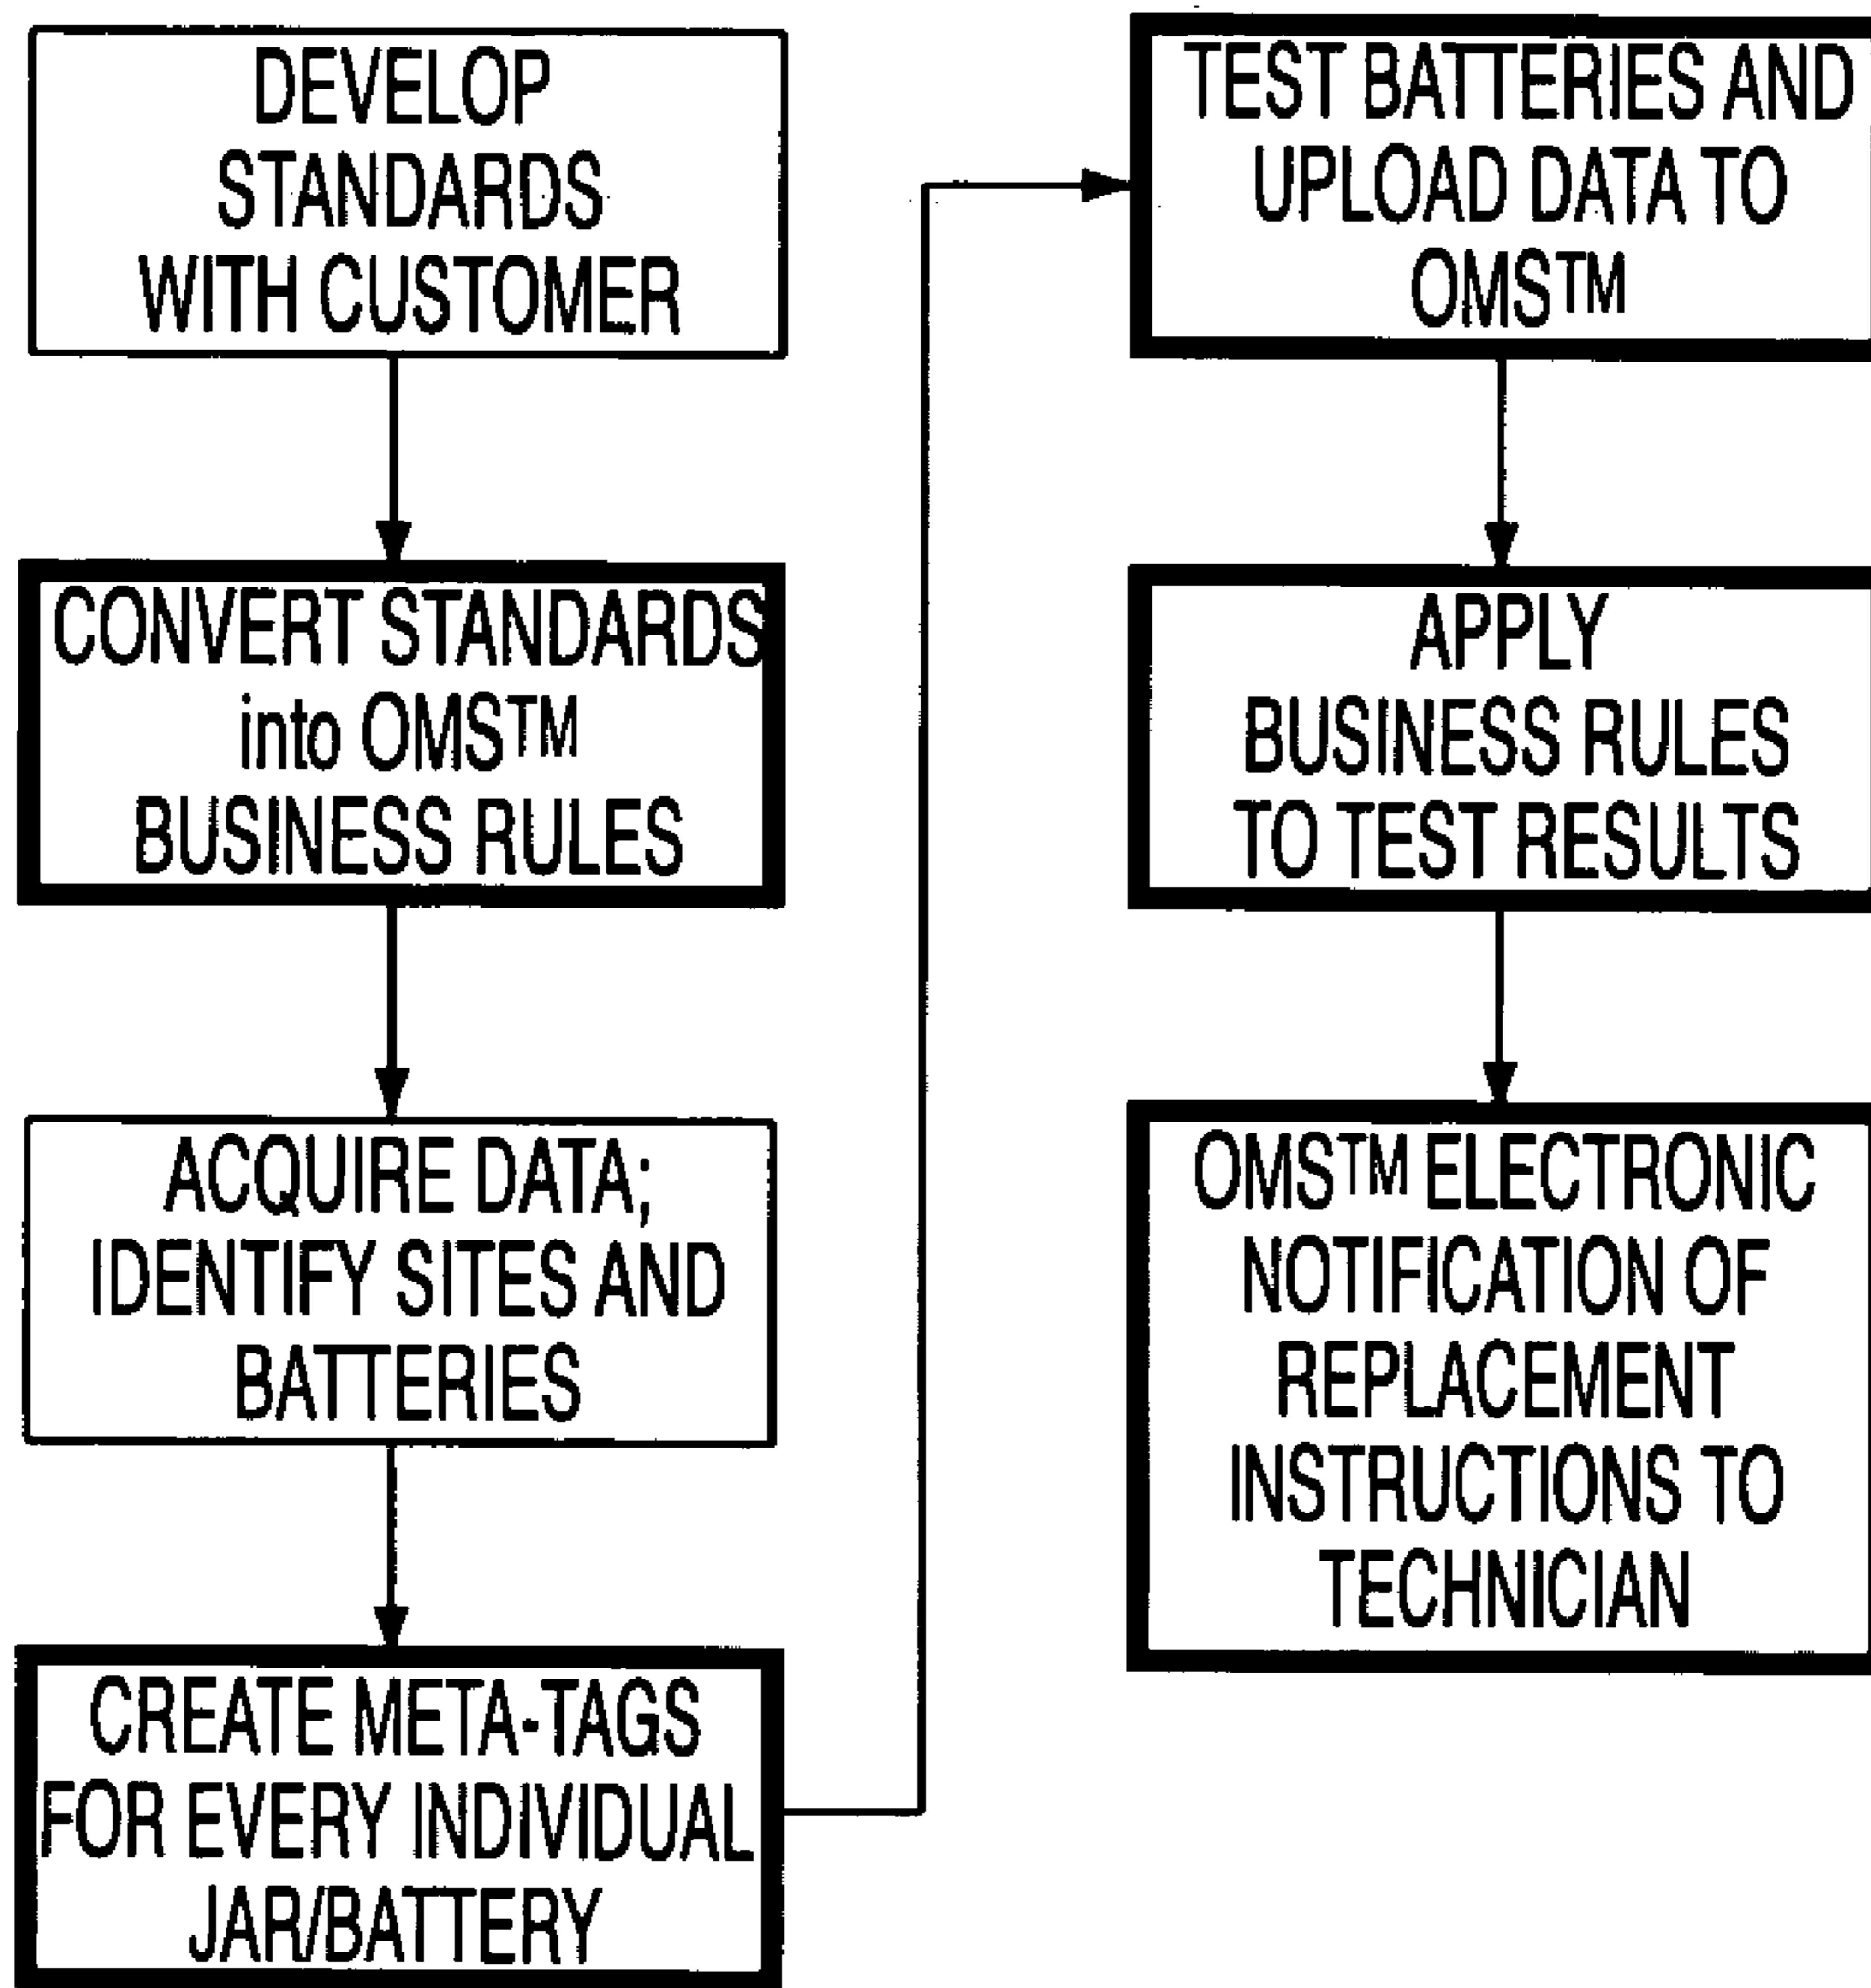 DEVELOP
STANDARDS
WITH CUSTOMER
CONVERT STANDARDS
into OMS™
BUSINESS RULES
ACQUIRE DATA;
IDENTIFY SITES AND
BATTERIES
CREATE META-TAGS
FOR EVERY INDIVIDUAL
JAR/BATTERY
TEST BATTERIES AND
UPLOAD DATA TO
OMS™
APPLY
BUSINESS RULES
TO TEST RESULTS
OMS™ ELECTRONIC
NOTIFICATION OF
REPLACEMENT
INSTRUCTIONS TO
TECHNICIAN